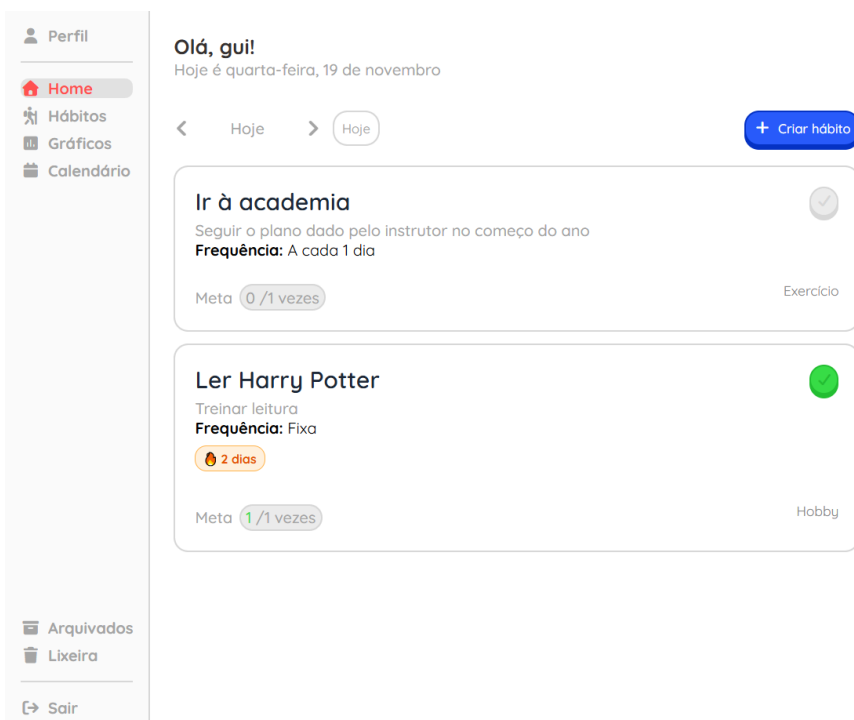 Perfil
Home
Hábitos
Gráficos
Calendário
Arquivados
Lixeira
Sair
Olá, gui!
Hoje é quarta-feira, 19 de novembro
Hoje
Hoje
+ Criar hábito
Ir à academia
Seguir o plano dado pelo instrutor no começo do ano
Frequência: A cada 1 dia
Meta 0 /1 vezes
Exercício
Ler Harry Potter
Treinar leitura
Frequência: Fixa
2 dias
Meta 1 /1 vezes
Hobby